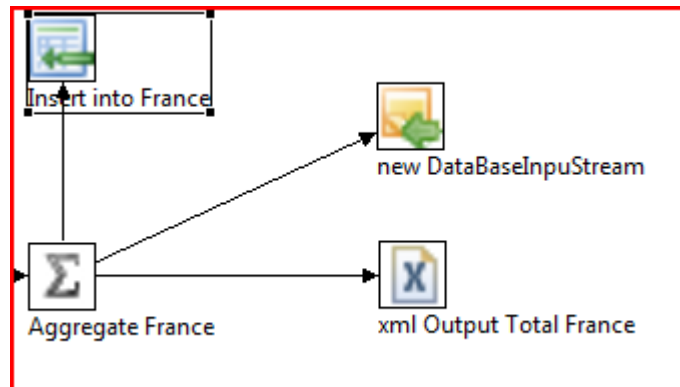 Insert into France
new DataBaseInpuStream
Σ
Aggregate France
X
xml Output Total France